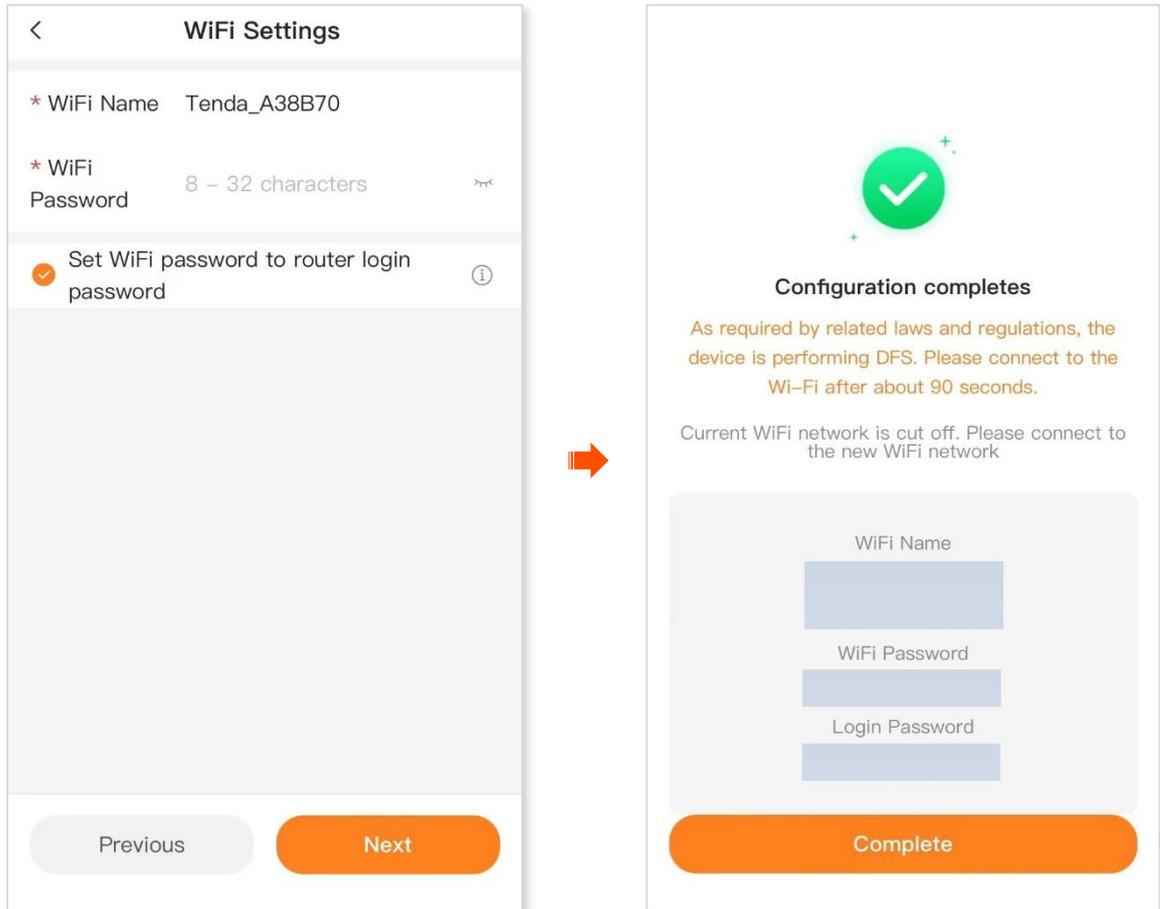 WiFi Settings
* WiFi Name Tenda_A38B70
* WiFi
Password
8 – 32 characters
Set WiFi password to router login
password
Previous
Next
Configuration completes
As required by related laws and regulations, the
device is performing DFS. Please connect to the
Wi–Fi after about 90 seconds.
Current WiFi network is cut off. Please connect to
the new WiFi network
WiFi Name
WiFi Password
Login Password
Complete